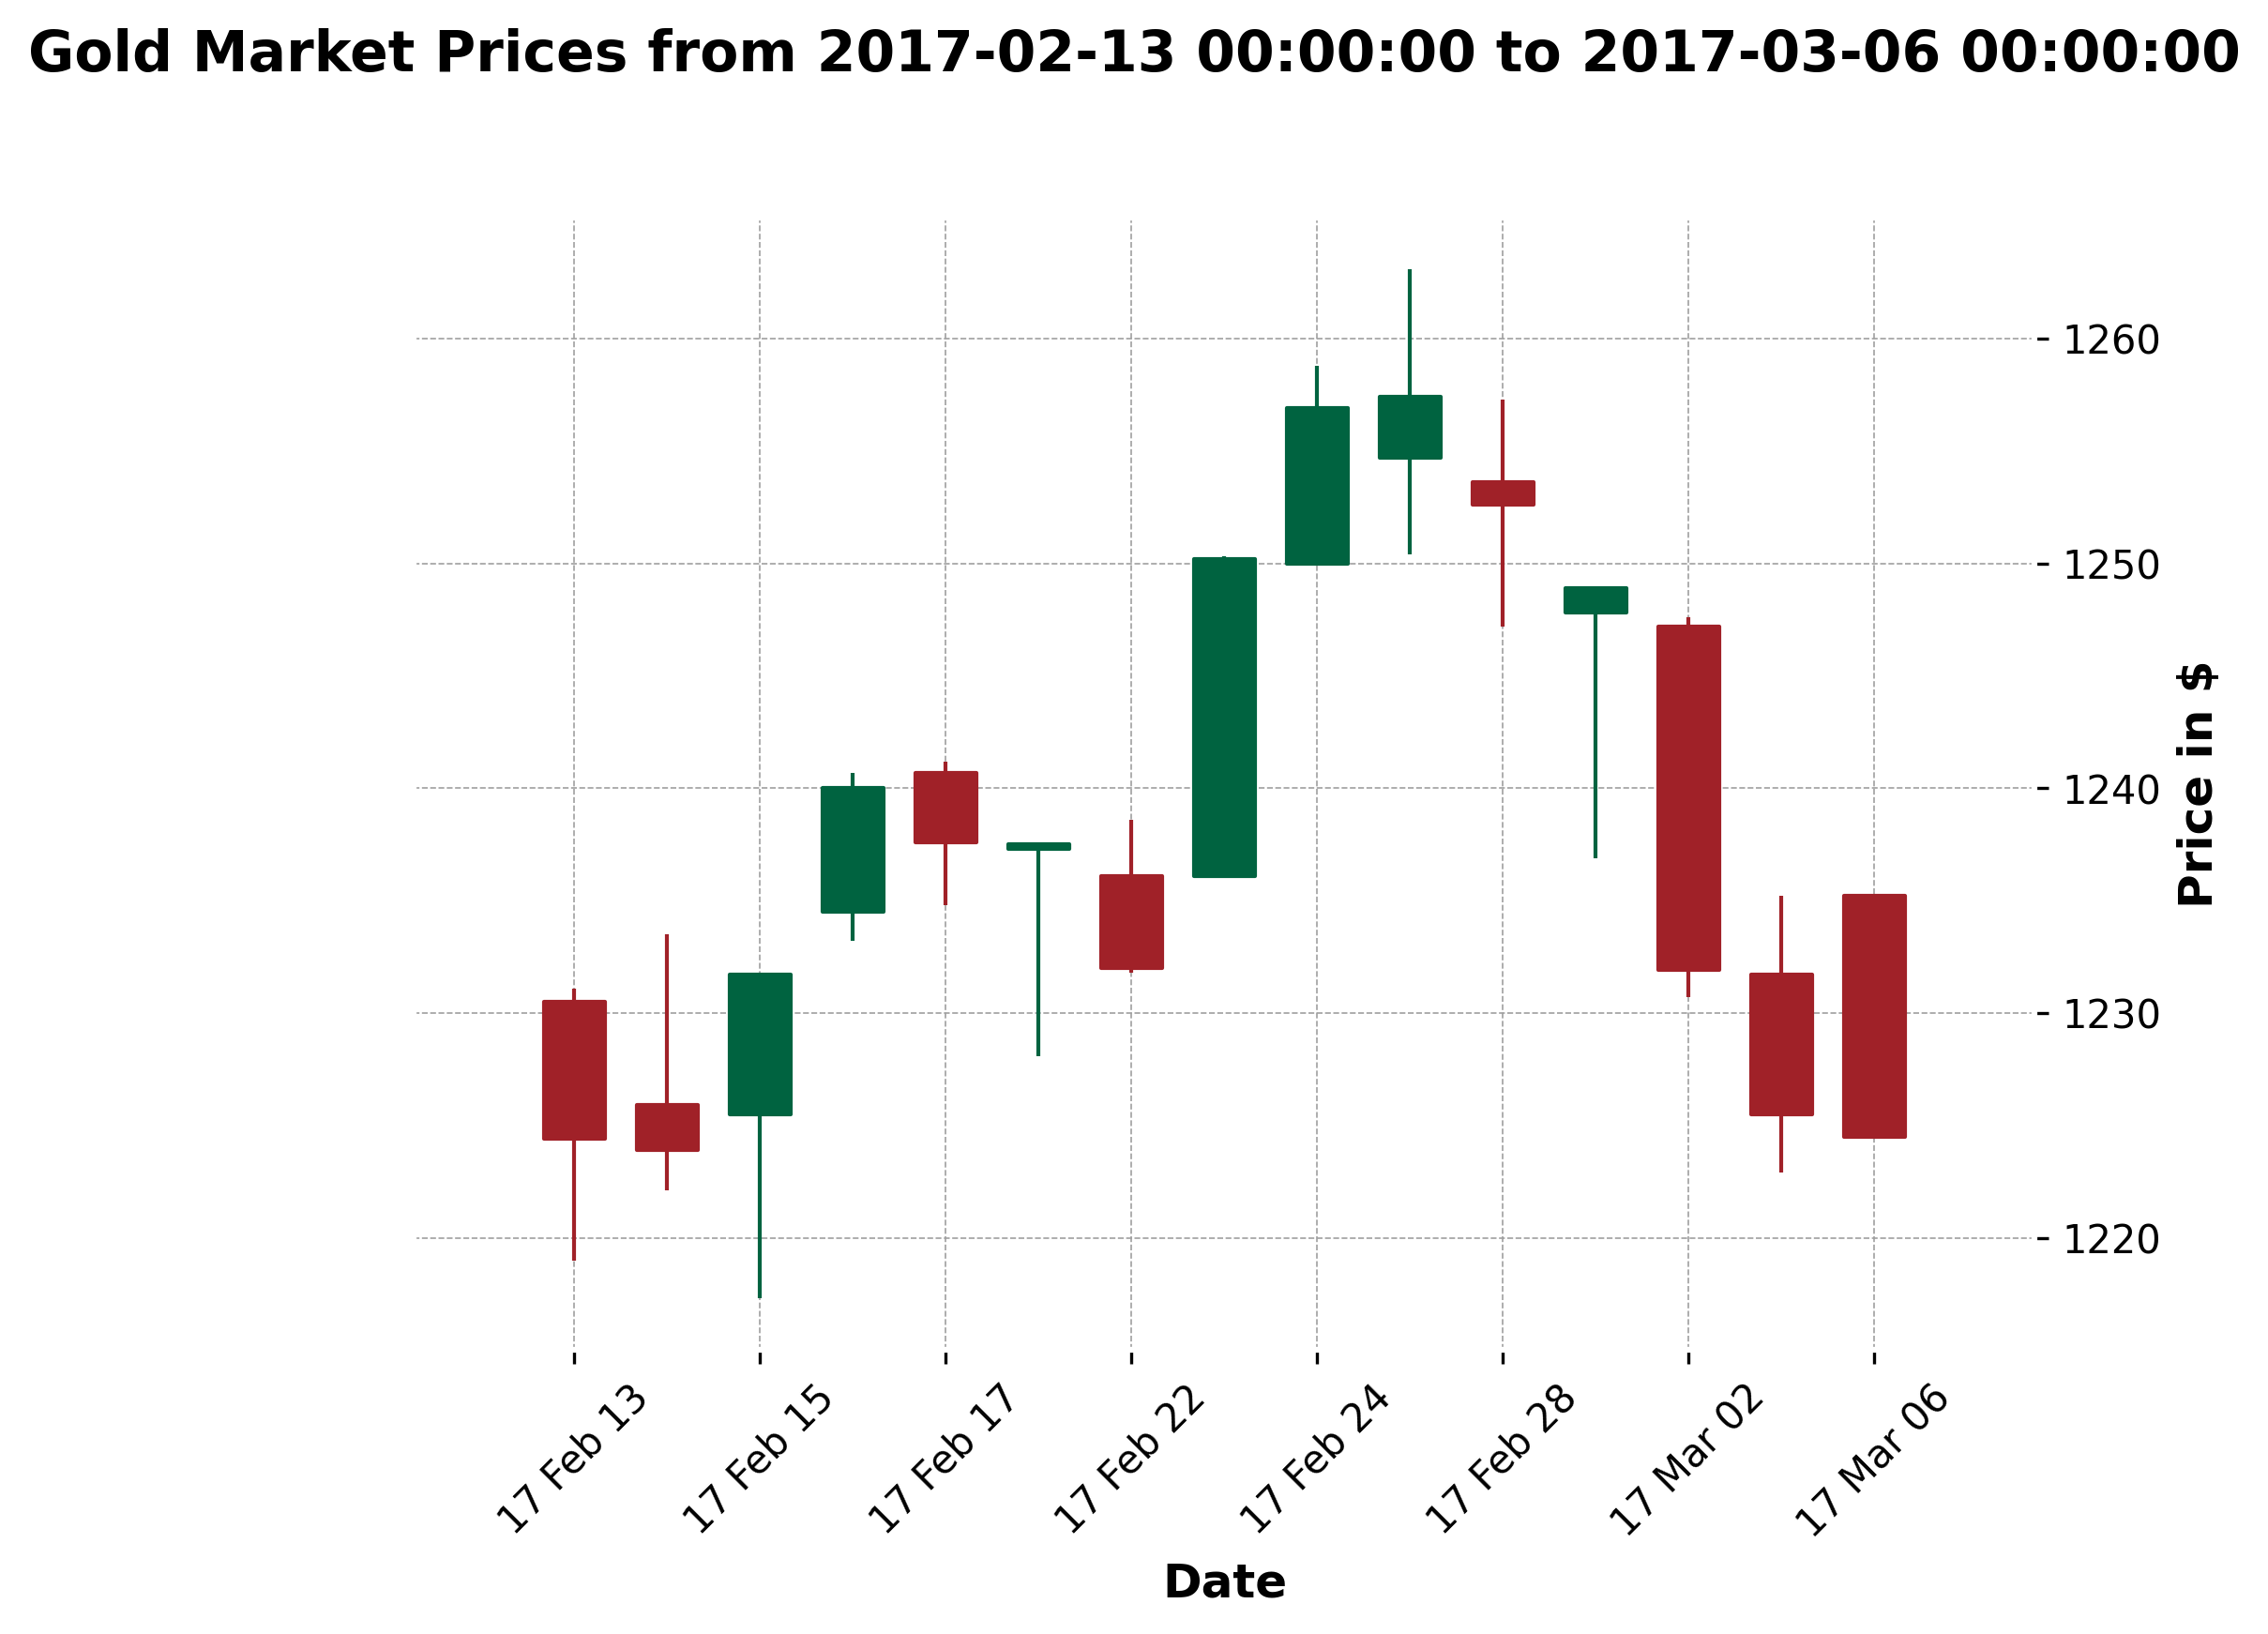 Gold Market Prices from 2017-02-13 00:00:00 to 2017-03-06 00:00:00
1260
1250
1240
1230
1220
Price in $
17 Feb 13
17 Feb 15
17 Feb 17
17 Feb 22
17 Feb 24
17 Feb 28
17 Mar 02
17 Mar 06
Date